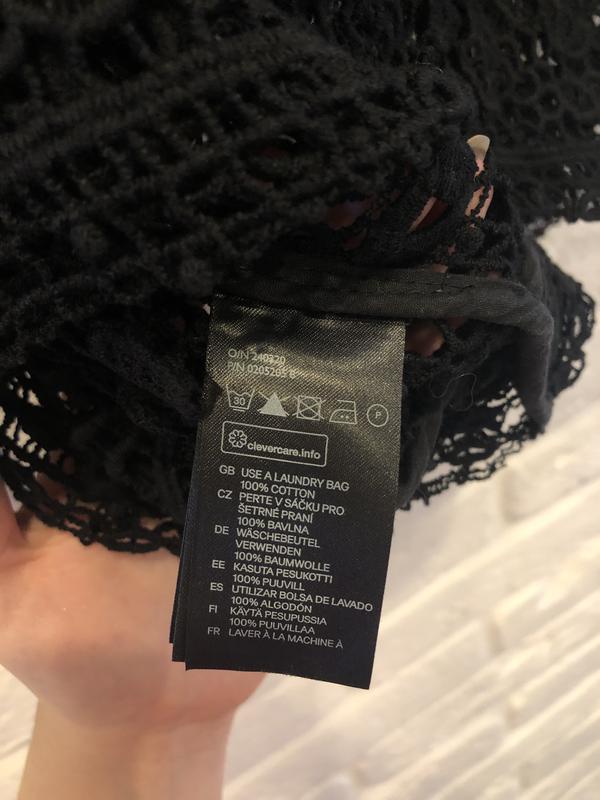 O/N 240320
30
P
clevercare.info
GB USE A LAUNDRY BAG
100% COTTON
CZ PERTE V SÁČKU PRO
ŠETRNÉ PRANÍ
100% BAVLNA
DE WÄSCHEBEUTEL
VERWENDEN
100% BAUMWOLLE
EE KASUTA PESUKOTTI
100% PUUVILL
ES UTILIZAR BOLSA DE LAVADO
100% ALGODÓN
FI KÄYTÄ PESUPUSSIA
100% PUUVILLAA
FR LAVER À LA MACHINE À